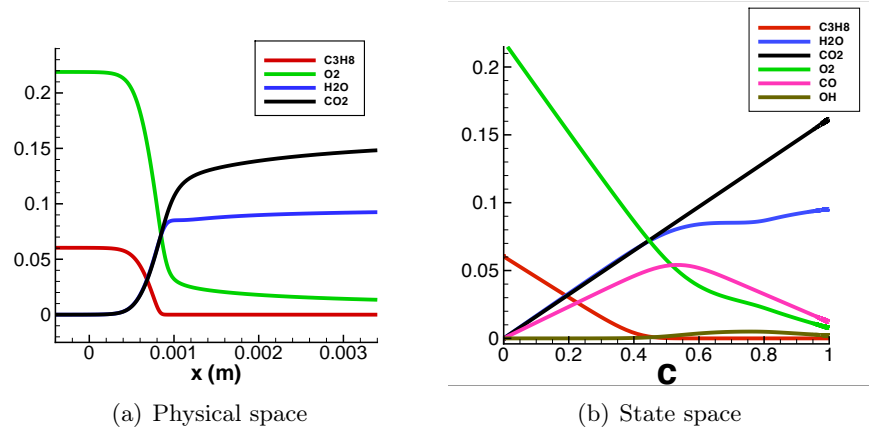 C3H8
O2
H2O
CO2
0.2
0.15
0.1
0.05
0
0
0.001
0.002
0.003
x (m)
(a) Physical space
C3H8
H2O
CO2
O2
CO
OH
0.2
0.15
0.1
0.05
0
0
0.2
0.4
0.6
0.8
1
C
(b) State space